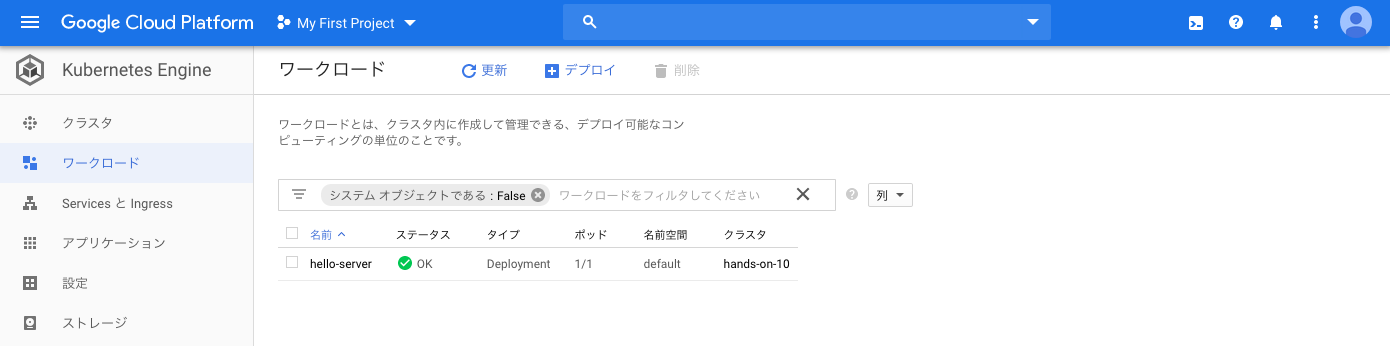 Google Cloud Platform My First Project
Kubernetes Engine
ワークロード 更新 デプロイ 削除
クラスタ
ワークロード
Services と Ingress
アプリケーション
設定
ストレージ
ワークロードとは、クラスタ内に作成して管理できる、デプロイ可能なコン
ピューティングの単位のことです。
システム オブジェクトである : False ワークロードをフィルタしてください 列
名前 ステータス タイプ ポッド 名前空間 クラスタ
hello-server OK Deployment 1/1 default hands-on-10